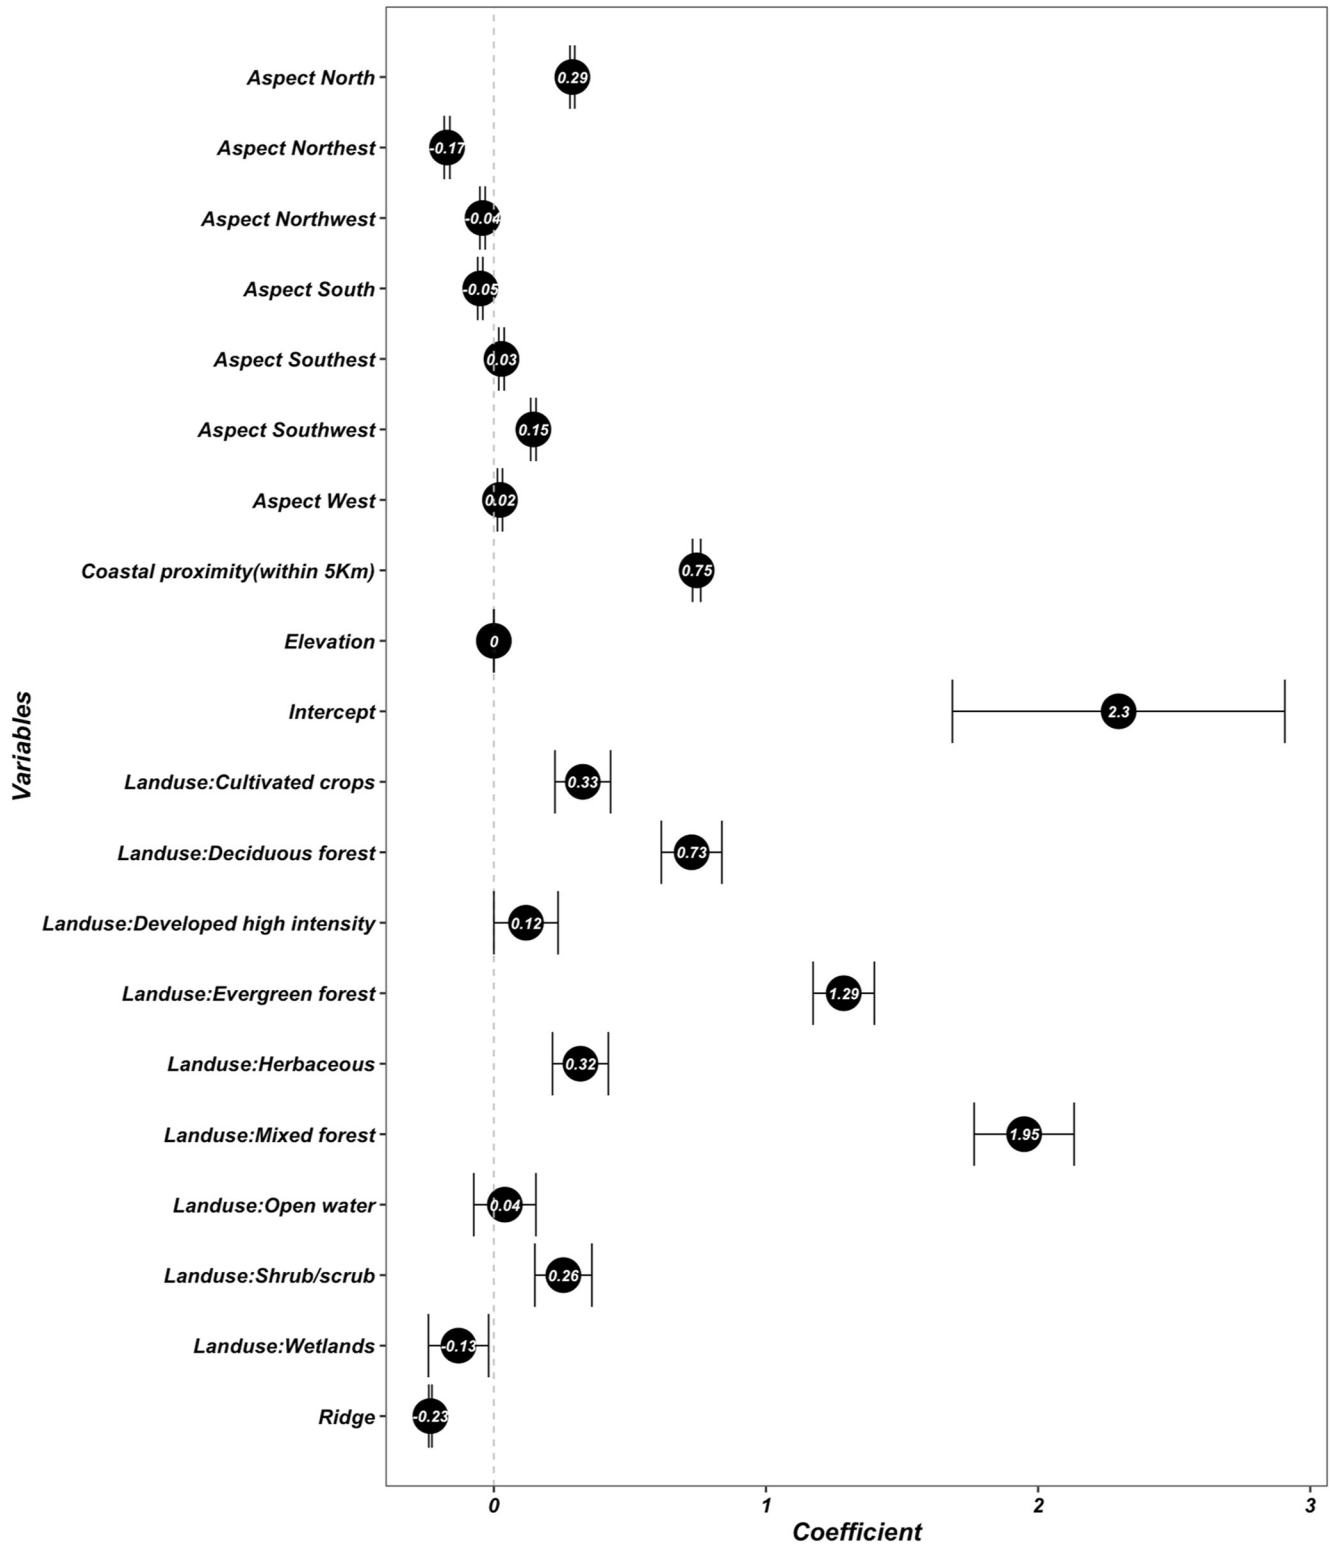 Aspect North
0.29
Aspect Northest
-0.17
Aspect Northwest
-0.04
Aspect South
-0.05
Aspect Southest
0.03
Aspect Southwest
0.15
Aspect West
0.02
Coastal proximity(within 5Km)
0.75
Elevation
0
Intercept
2.3
Landuse:Cultivated crops
0.33
Landuse:Deciduous forest
0.73
Landuse:Developed high intensity
0.12
Landuse:Evergreen forest
1.29
Landuse:Herbaceous
0.32
Landuse:Mixed forest
1.95
Landuse:Open water
0.04
Landuse:Shrub/scrub
0.26
Landuse:Wetlands
-0.13
Ridge
-0.23
Variables
0 1 2 3
Coefficient